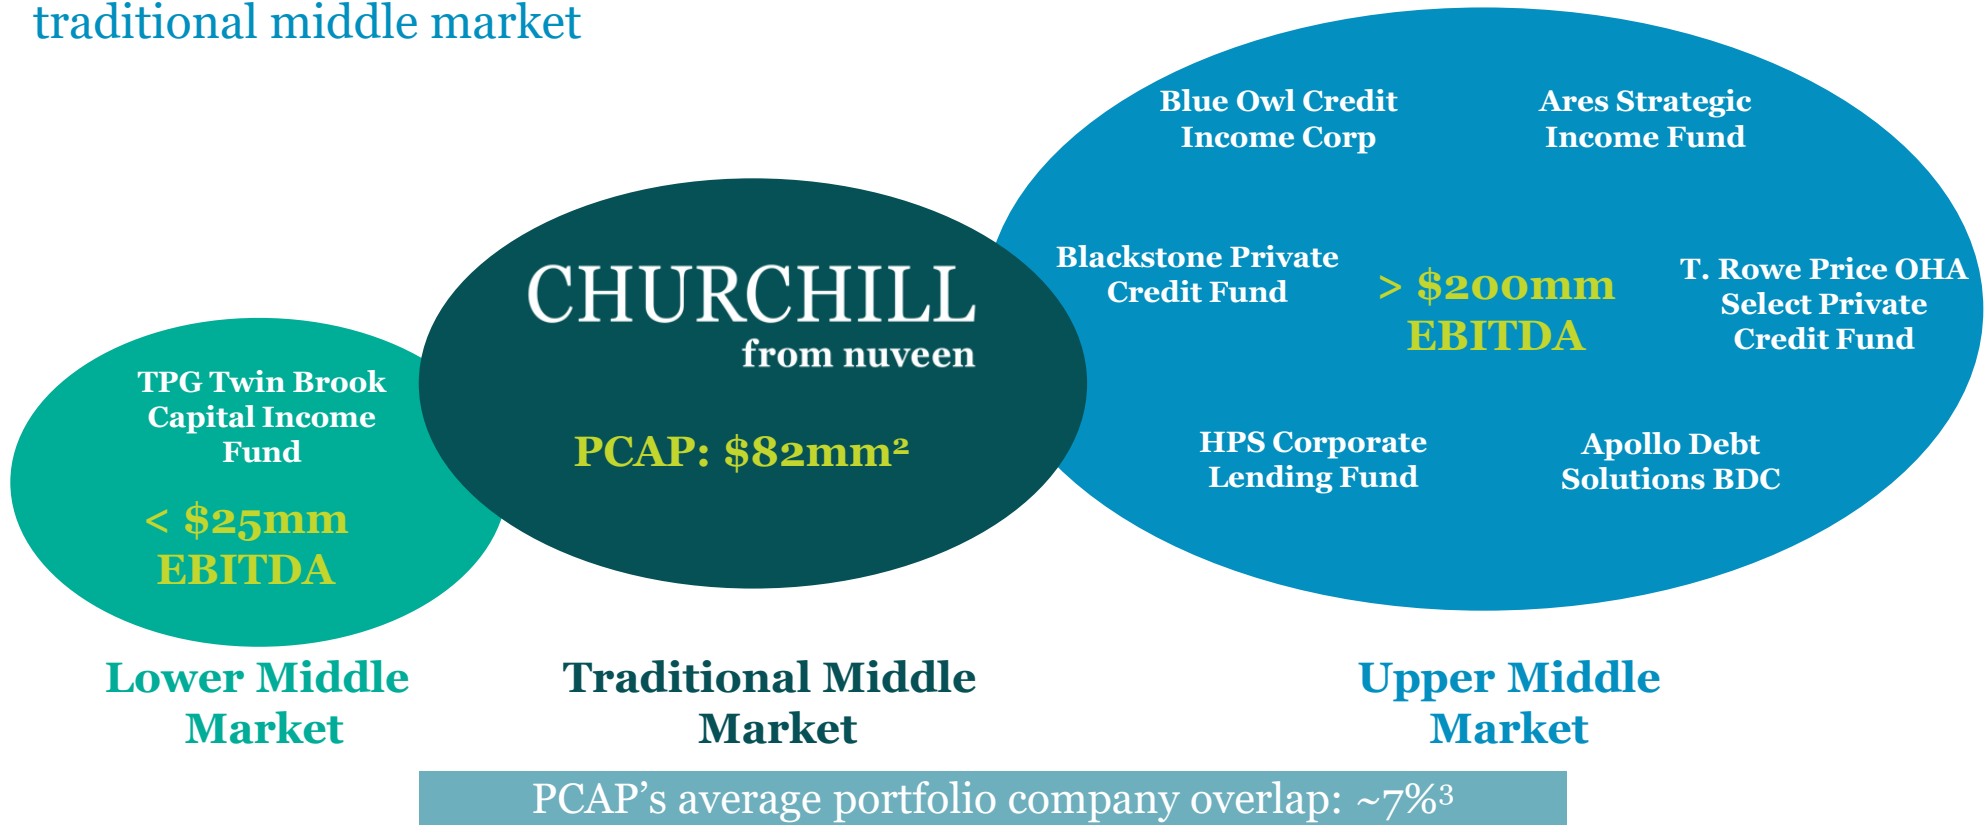 traditional middle market
Blue Owl Credit
Income Corp
Ares Strategic
Income Fund
Blackstone Private
Credit Fund
> $200mm
EBITDA
T. Rowe Price OHA
Select Private
Credit Fund
HPS Corporate
Lending Fund
Apollo Debt
Solutions BDC
CHURCHILL
from nuveen
PCAP: $82mm²
TPG Twin Brook
Capital Income
Fund
< $25mm
EBITDA
Lower Middle
Market
Traditional Middle
Market
Upper Middle
Market
PCAP’s average portfolio company overlap: ~7%³